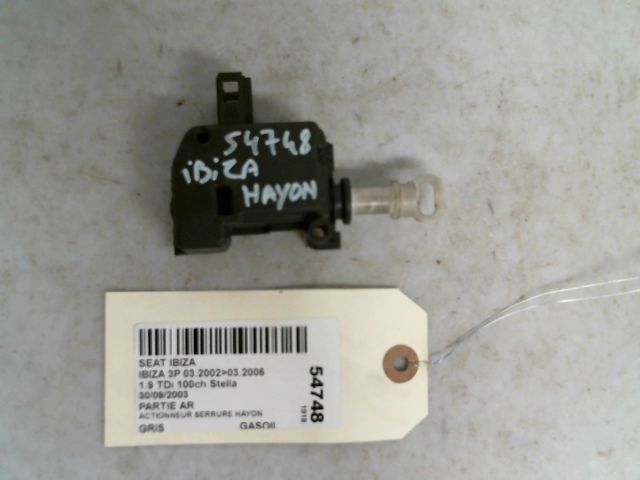 54748
iBiZA
HAYON
SEAT IBIZA
IBIZA 3P 03.2002>03.2006
1.9 TDi 100ch Stella
30/09/2003
PARTIE AR
ACTIONNEUR SERRURE HAYON
GRIS GASOIL
54748
1919